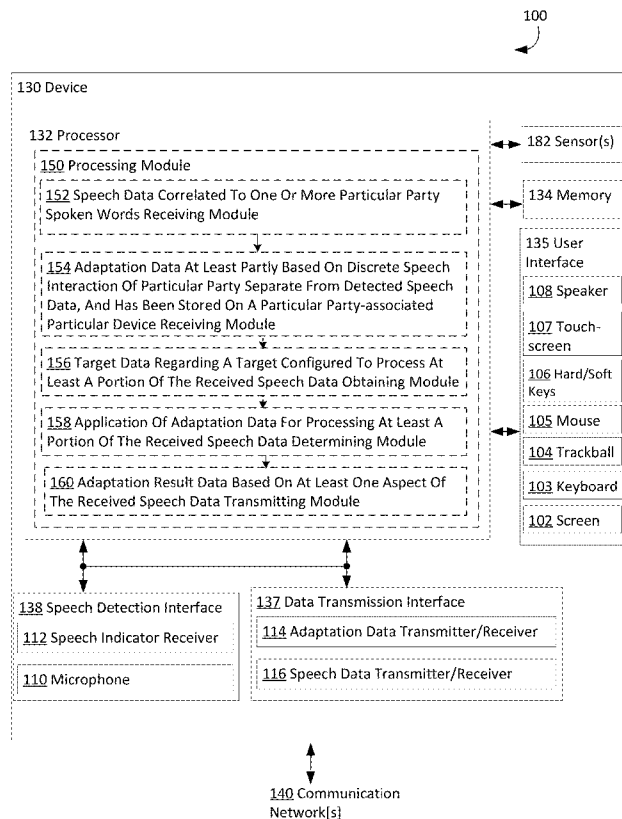 100
130 Device
132 Processor
150 Processing Module
152 Speech Data Correlated To One Or More Particular Party
Spoken Words Receiving Module
154 Adaptation Data At Least Partly Based On Discrete Speech
Interaction Of Particular Party Separate From Detected Speech
Data, And Has Been Stored On A Particular Party-associated
Particular Device Receiving Module
156 Target Data Regarding A Target Configured To Process At
Least A Portion Of The Received Speech Data Obtaining Module
158 Application Of Adaptation Data For Processing At Least A
Portion Of The Received Speech Data Determining Module
160 Adaptation Result Data Based On At Least One Aspect Of
The Received Speech Data Transmitting Module
182 Sensor(s)
134 Memory
135 User
Interface
108 Speaker
107 Touch-
screen
106 Hard/Soft
Keys
105 Mouse
104 Trackball
103 Keyboard
102 Screen
138 Speech Detection Interface
112 Speech Indicator Receiver
110 Microphone
137 Data Transmission Interface
114 Adaptation Data Transmitter/Receiver
116 Speech Data Transmitter/Receiver
140 Communication
Network[s]